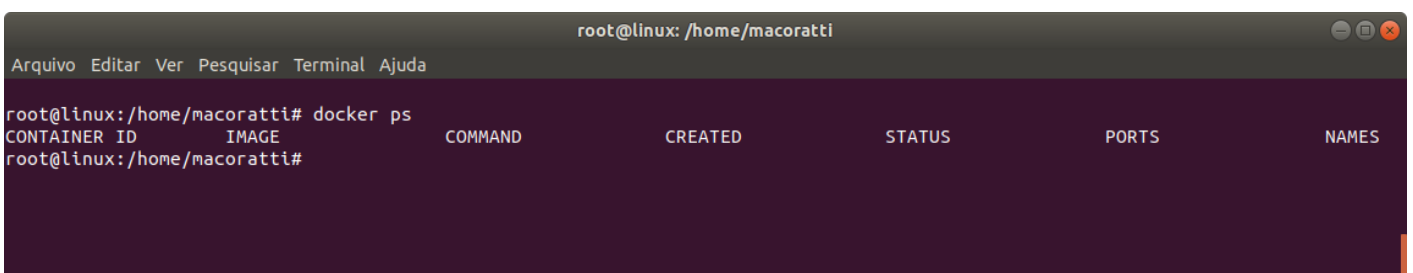 root@linux: /home/macoratti
Arquivo Editar Ver Pesquisar Terminal Ajuda
root@linux:/home/macoratti# docker ps
CONTAINER ID IMAGE COMMAND CREATED STATUS PORTS NAMES
root@linux:/home/macoratti#